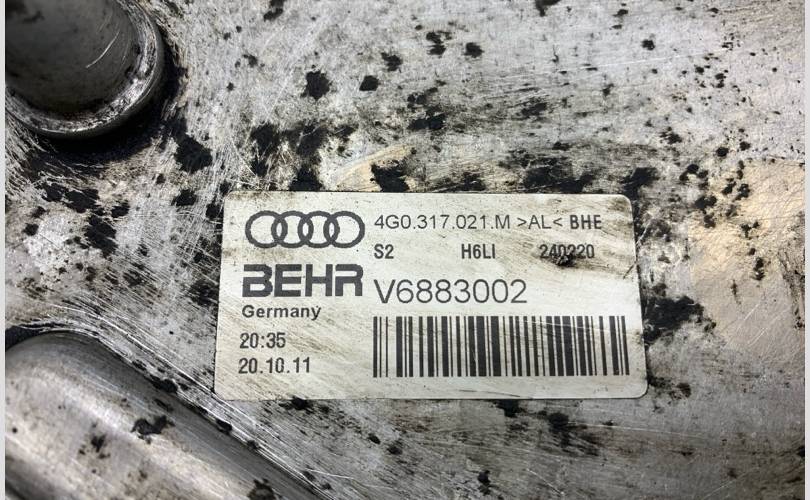 4G0.317.021.M >AL< BHE
S2 H6LI 240220
BEHR V6883002
Germany
20:35
20.10.11